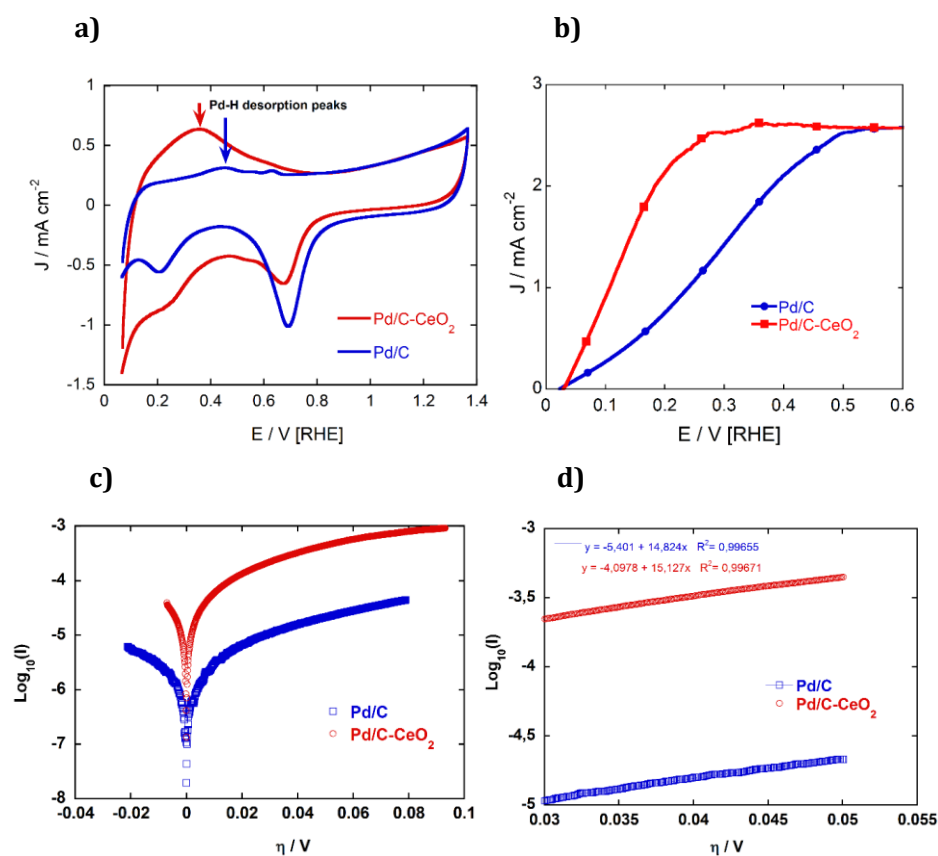 a)
b)
1
0.5
0
-0.5
-1
-1.5
J / mA cm⁻²
Pd-H desorption peaks
Pd/C-CeO₂
Pd/C
0 0.2 0.4 0.6 0.8 1 1.2 1.4
E / V [RHE]
3
2
1
0
J / mA cm⁻²
Pd/C
Pd/C-CeO₂
0 0.1 0.2 0.3 0.4 0.5 0.6
E / V [RHE]
c)
d)
-3
-4
-5
-6
-7
-8
Log₁₀(I)
Pd/C
Pd/C-CeO₂
-0.04 -0.02 0 0.02 0.04 0.06 0.08 0.1
η / V
-3
-3,5
-4
-4,5
-5
Log₁₀(I)
y = -5,401 + 14,824x R²= 0,99655
y = -4,0978 + 15,127x R²= 0,99671
Pd/C
Pd/C-CeO₂
0.03 0.035 0.04 0.045 0.05 0.055
η / V